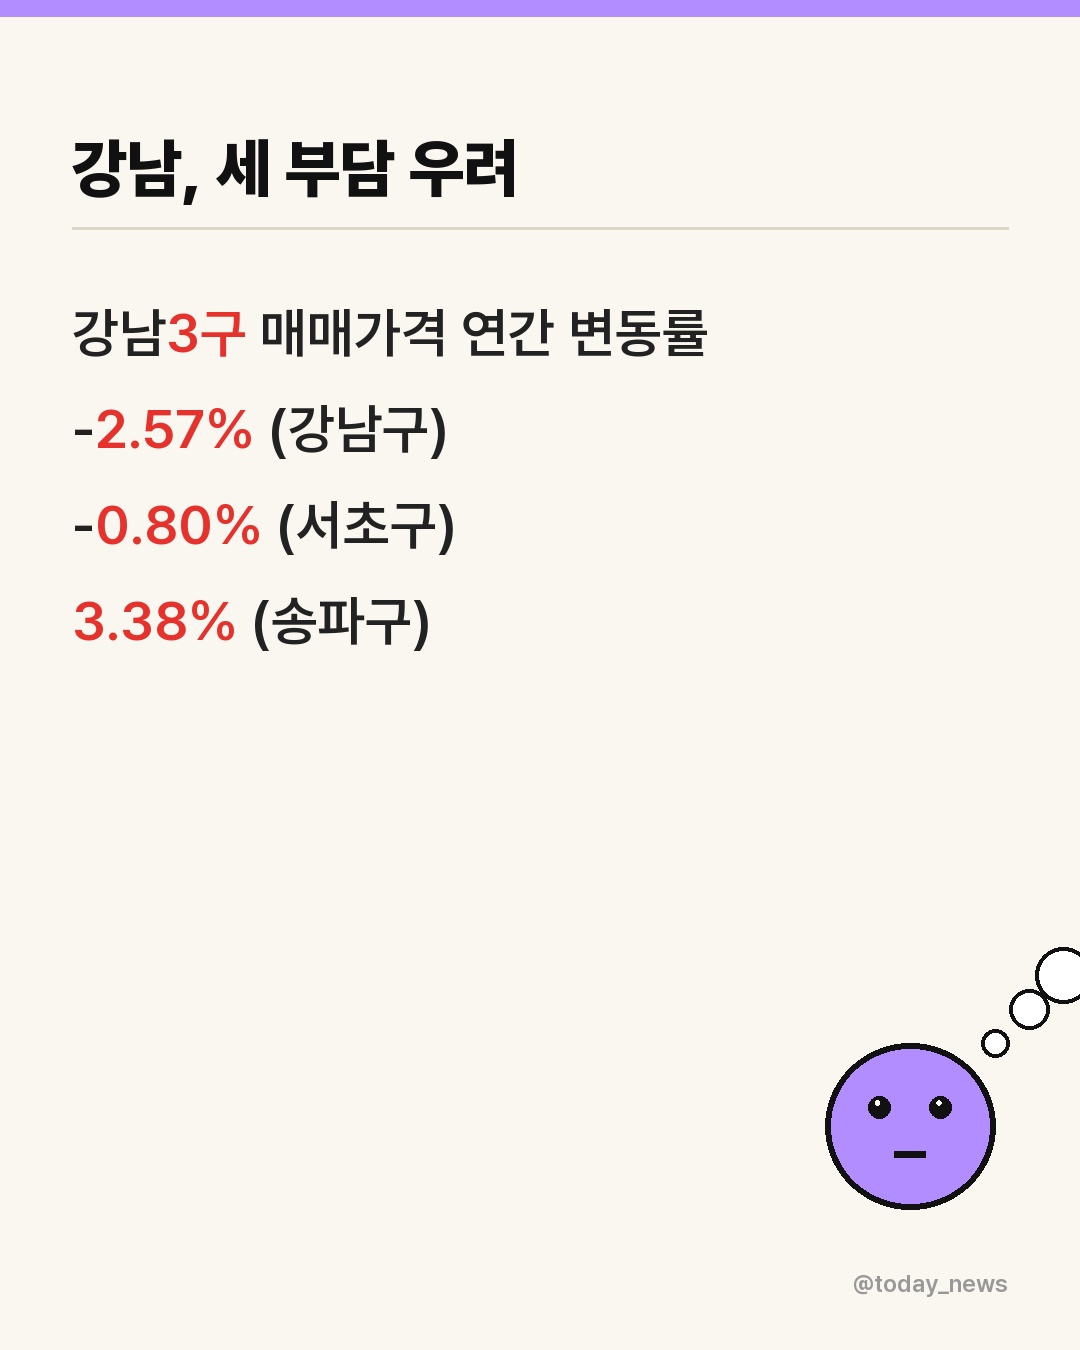 강남, 세 부담 우려
강남3구 매매가격 연간 변동률
-2.57% (강남구)
-0.80% (서초구)
3.38% (송파구)
@today_news